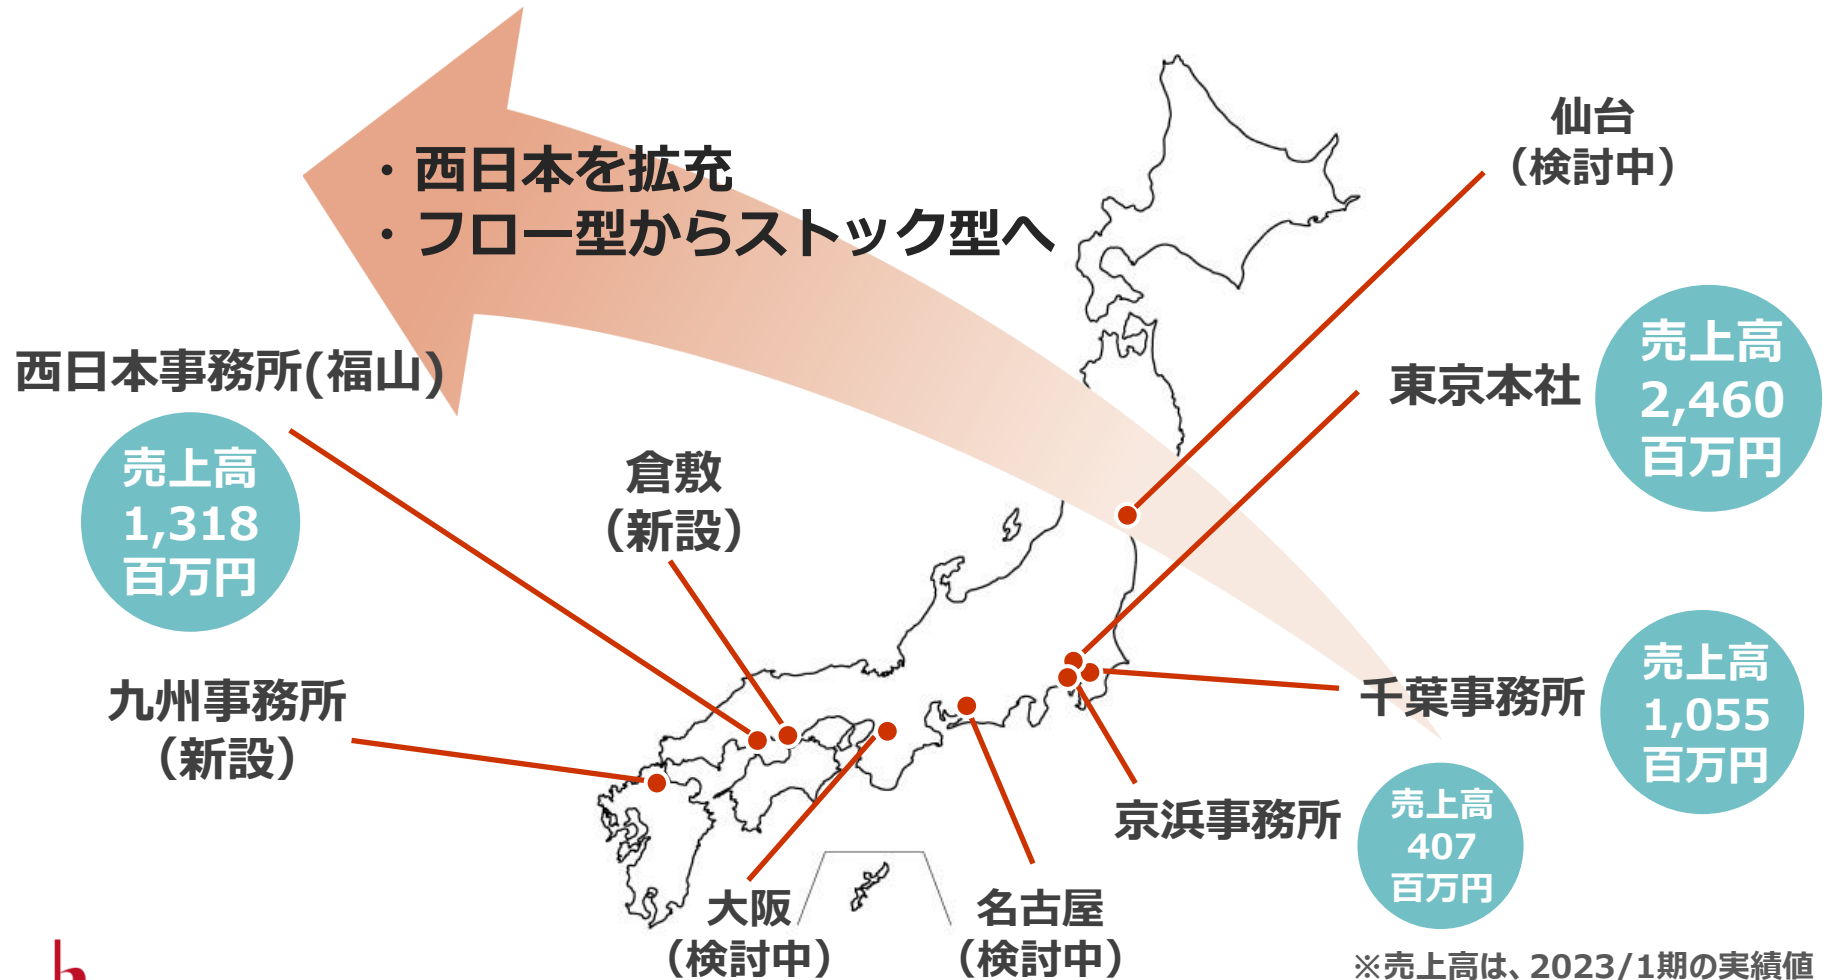 ・西日本を拡充
・フロー型からストック型へ
仙台
（検討中）
東京本社
売上高
2,460
百万円
西日本事務所(福山)
売上高
1,318
百万円
倉敷
（新設）
九州事務所
（新設）
千葉事務所
売上高
1,055
百万円
京浜事務所
売上高
407
百万円
大阪
（検討中）
名古屋
（検討中）
※売上高は、2023/1期の実績値